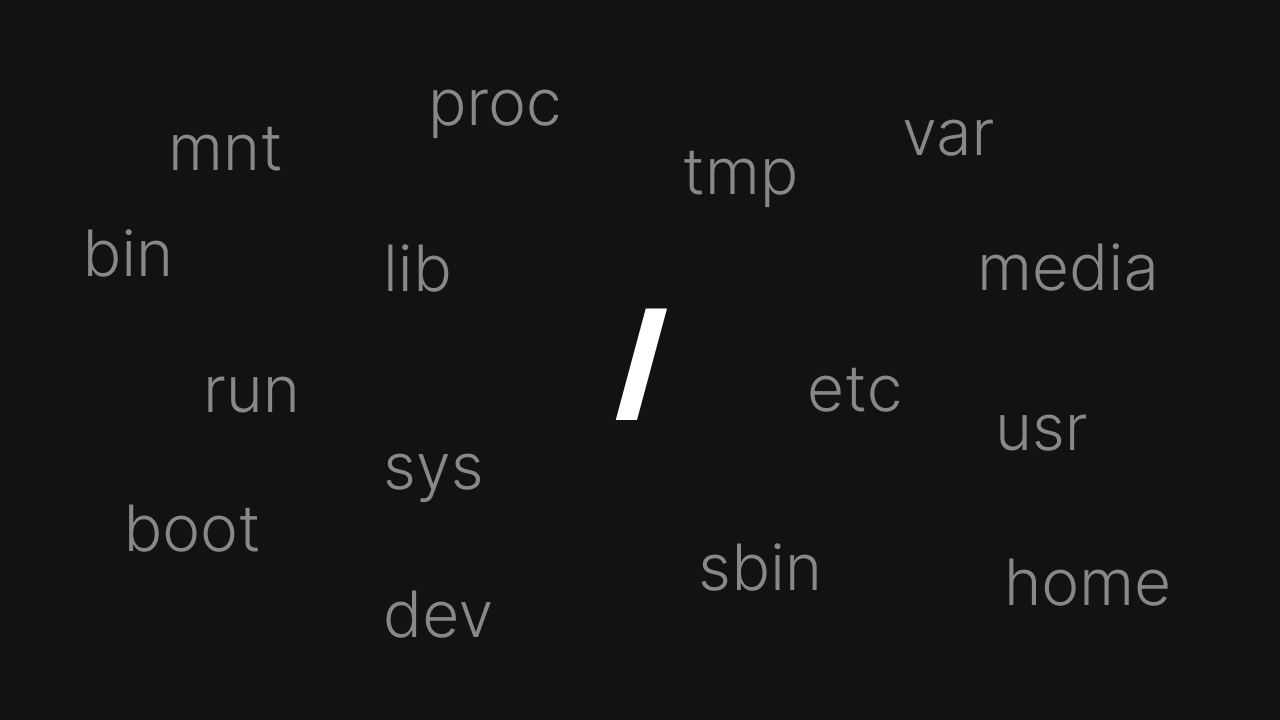 proc
mnt
var
tmp
bin
lib
media
/
run
etc
usr
sys
boot
sbin
home
dev